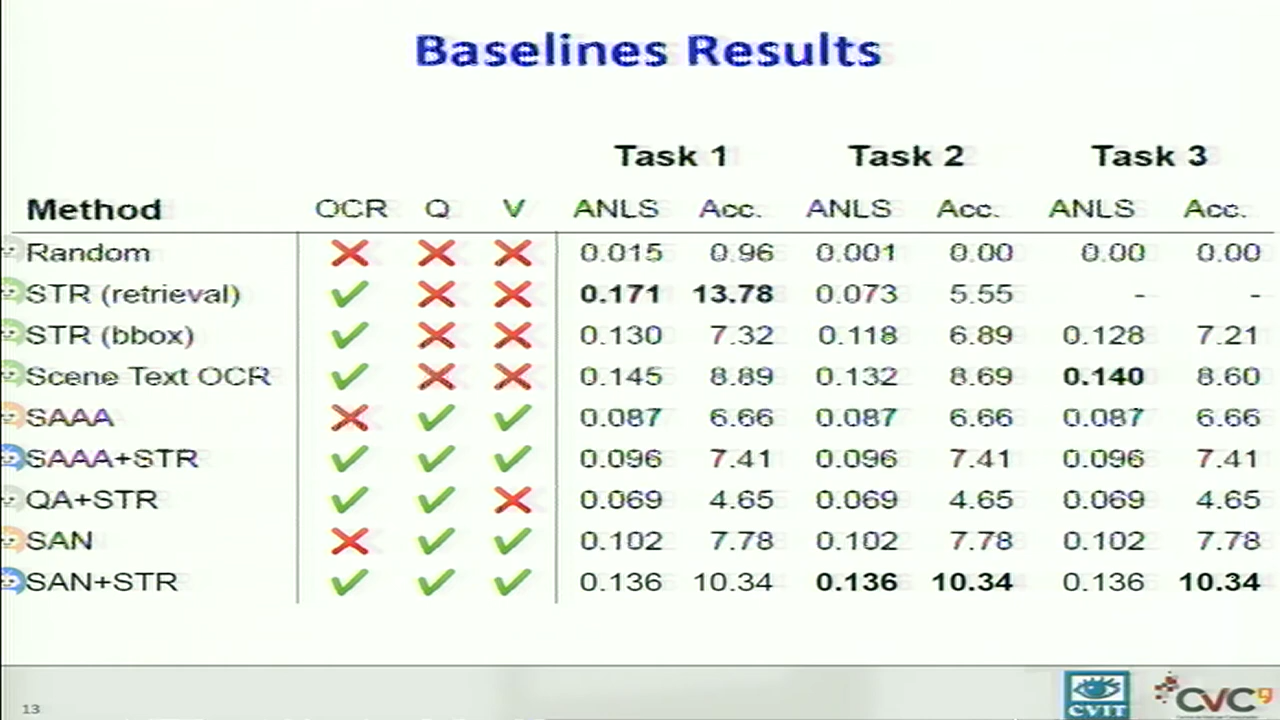 Baselines Results
Task 1 Task 2 Task 3
Method OCR Q V ANLS Acc. ANLS Acc. ANLS Acc.
Random 0.015 0.96 0.001 0.00 0.00 0.00
STR (retrieval) 0.171 13.78 0.073 5.55 - -
STR (bbox) 0.130 7.32 0.118 6.89 0.128 7.21
Scene Text OCR 0.145 8.89 0.132 8.69 0.140 8.60
SAAA 0.087 6.66 0.087 6.66 0.087 6.66
SAAA+STR 0.096 7.41 0.096 7.41 0.096 7.41
QA+STR 0.069 4.65 0.069 4.65 0.069 4.65
SAN 0.102 7.78 0.102 7.78 0.102 7.78
SAN+STR 0.136 10.34 0.136 10.34 0.136 10.34
13
CVIT
CVC